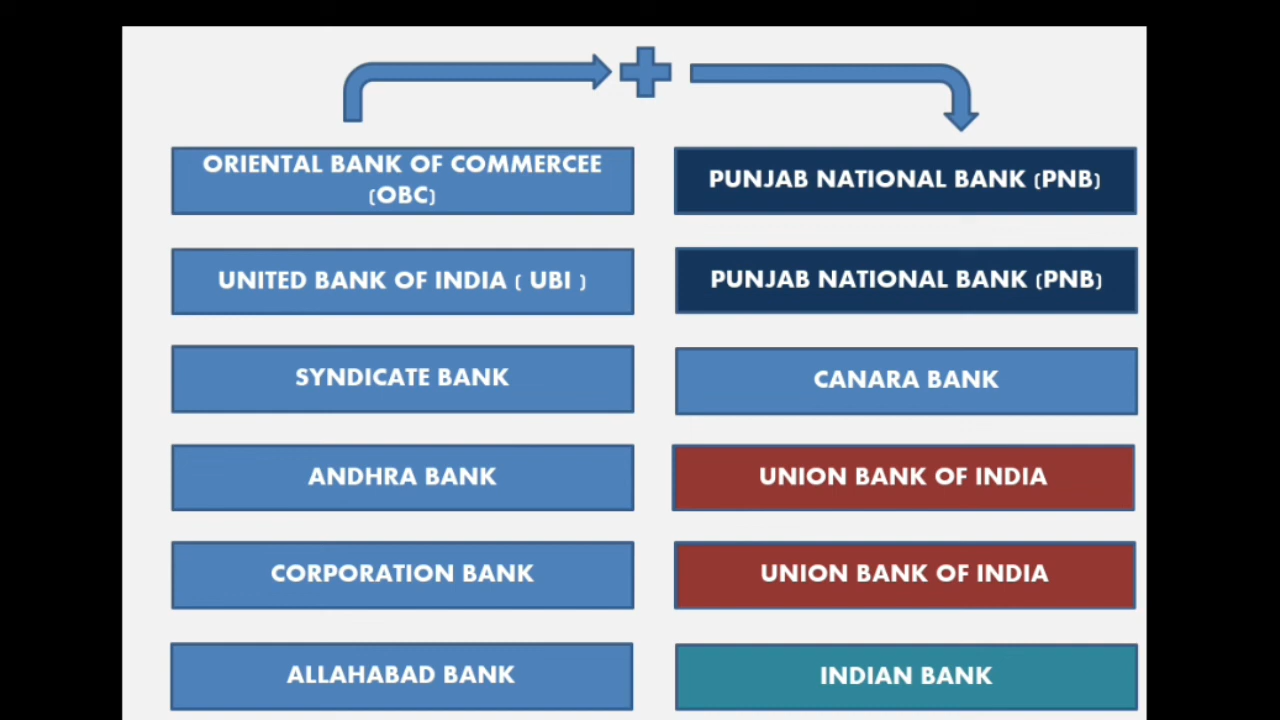 ORIENTAL BANK OF COMMERCEE
(OBC)
PUNJAB NATIONAL BANK (PNB)
UNITED BANK OF INDIA ( UBI )
PUNJAB NATIONAL BANK (PNB)
SYNDICATE BANK
CANARA BANK
ANDHRA BANK
UNION BANK OF INDIA
CORPORATION BANK
UNION BANK OF INDIA
ALLAHABAD BANK
INDIAN BANK